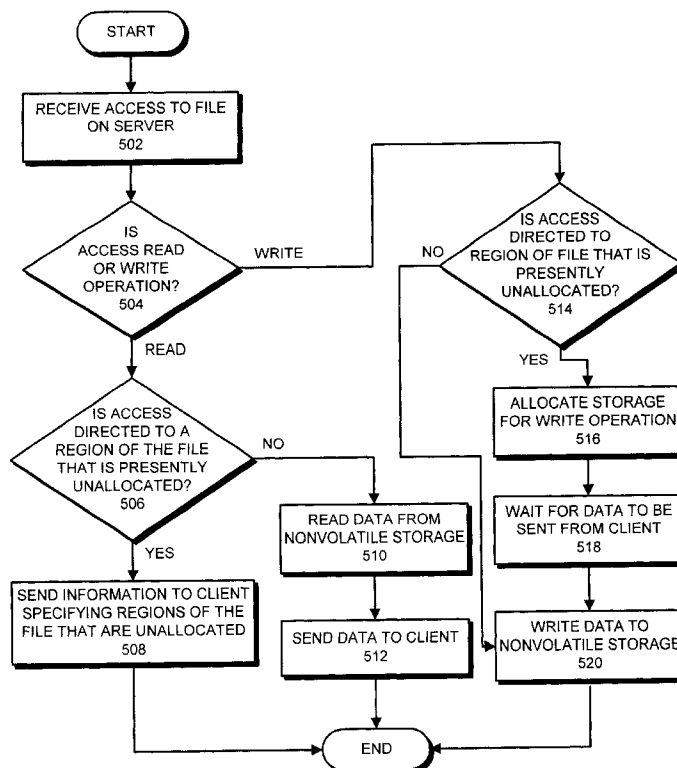 START
RECEIVE ACCESS TO FILE
ON SERVER
502
IS
ACCESS READ
OR WRITE
OPERATION?
504
WRITE
READ
IS ACCESS
DIRECTED TO A
REGION OF THE FILE
THAT IS PRESENTLY
UNALLOCATED?
506
NO
YES
SEND INFORMATION TO CLIENT
SPECIFYING REGIONS OF THE
FILE THAT ARE UNALLOCATED
508
READ DATA FROM
NONVOLATILE STORAGE
510
SEND DATA TO CLIENT
512
IS ACCESS
DIRECTED TO
REGION OF FILE THAT IS
PRESENTLY
UNALLOCATED?
514
NO
YES
ALLOCATE STORAGE
FOR WRITE OPERATION
516
WAIT FOR DATA TO BE
SENT FROM CLIENT
518
WRITE DATA TO
NONVOLATILE STORAGE
520
END